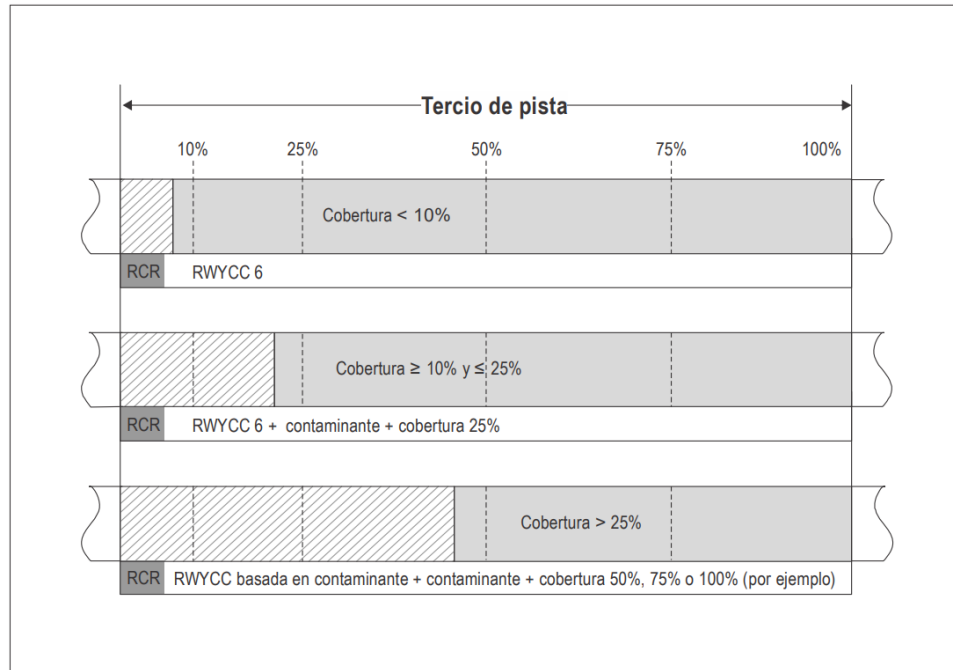 Tercio de pista
10% 25% 50% 75% 100%
Cobertura < 10%
RCR RWYCC 6
Cobertura ≥ 10% y ≤ 25%
RCR RWYCC 6 + contaminante + cobertura 25%
Cobertura > 25%
RCR RWYCC basada en contaminante + contaminante + cobertura 50%, 75% o 100% (por ejemplo)